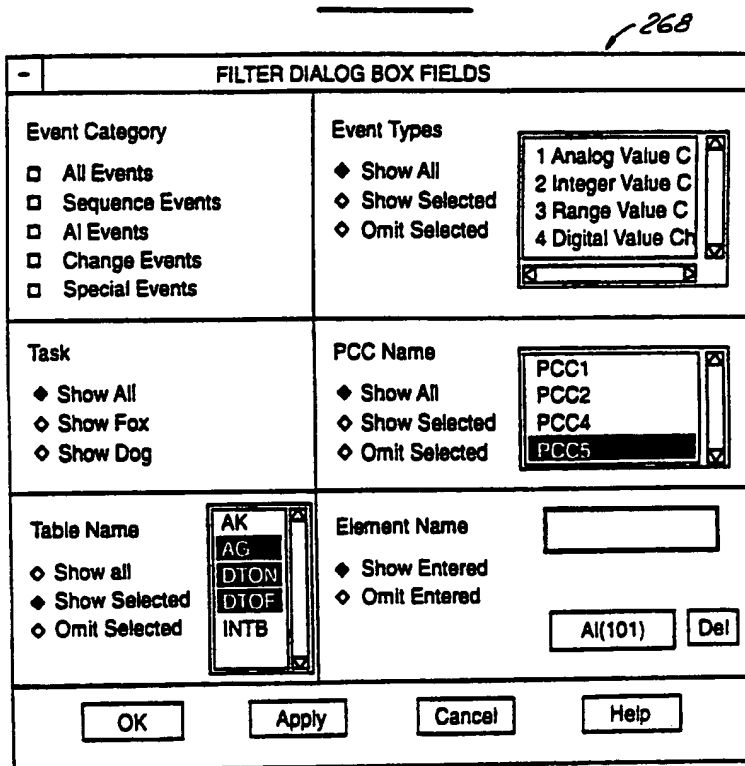 268
- FILTER DIALOG BOX FIELDS
Event Category
All Events
Sequence Events
AI Events
Change Events
Special Events
Event Types
Show All
Show Selected
Omit Selected
1 Analog Value C
2 Integer Value C
3 Range Value C
4 Digital Value Ch
Task
Show All
Show Fox
Show Dog
PCC Name
Show All
Show Selected
Omit Selected
PCC1
PCC2
PCC4
PCC5
Table Name
Show all
Show Selected
Omit Selected
AK
AG
DTON
DTOF
INTB
Element Name
Show Entered
Omit Entered
AI(101) Del
OK Apply Cancel Help